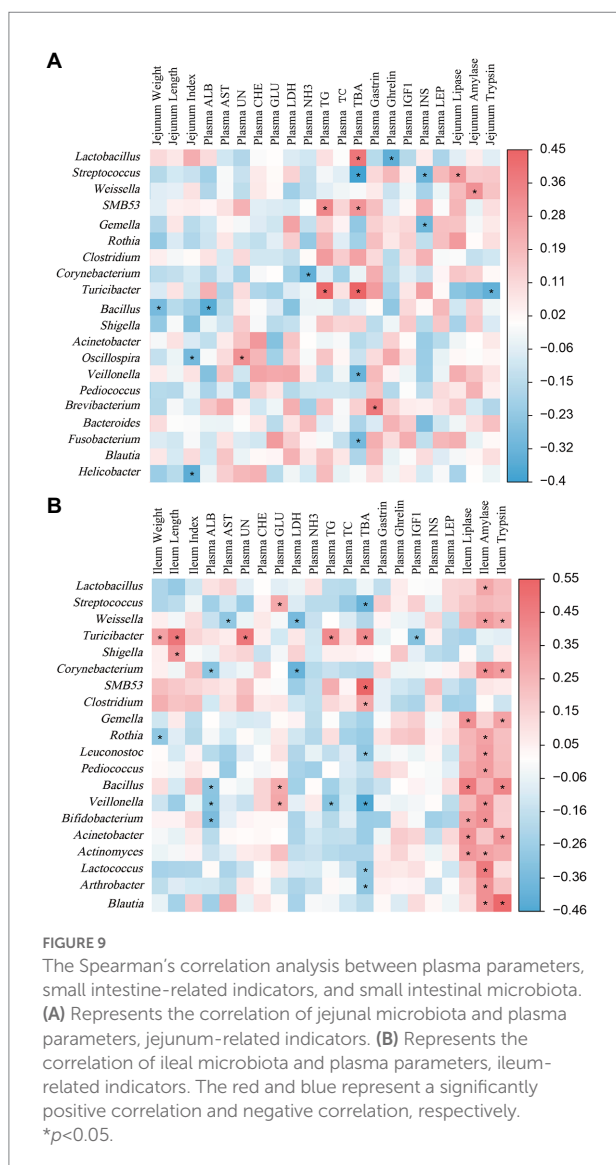 A
Jejunum Weight
Jejunum Length
Jejunum Index
Plasma ALB
Plasma AST
Plasma UN
Plasma CHE
Plasma GLU
Plasma LDH
Plasma NH3
Plasma TG
Plasma TC
Plasma TBA
Plasma Gastrin
Plasma Ghrelin
Plasma IGF1
Plasma INS
Plasma LEP
Jejunum Lipase
Jejunum Amylase
Jejunum Trypsin
Lactobacillus * *
Streptococcus * * *
Weissella *
SMB53 * *
Gemella *
Rothia
Clostridium
Corynebacterium *
Turicibacter * * *
Bacillus * *
Shigella
Acinetobacter
Oscillospira * *
Veillonella *
Pediococcus
Brevibacterium *
Bacteroides
Fusobacterium *
Blautia
Helicobacter *
0.45
0.36
0.28
0.19
0.11
0.02
−0.06
−0.15
−0.23
−0.32
−0.4
B
Ileum Weight
Ileum Length
Ileum Index
Plasma ALB
Plasma AST
Plasma UN
Plasma CHE
Plasma GLU
Plasma LDH
Plasma NH3
Plasma TG
Plasma TC
Plasma TBA
Plasma Gastrin
Plasma Ghrelin
Plasma IGF1
Plasma INS
Plasma LEP
Ileum Liplase
Ileum Amylase
Ileum Trypsin
Lactobacillus *
Streptococcus * *
Weissella * * * *
Turicibacter * * * * * *
Shigella *
Corynebacterium * * * *
SMB53 *
Clostridium *
Gemella * *
Rothia * *
Leuconostoc * *
Pediococcus *
Bacillus * * * * *
Veillonella * * * * *
Bifidobacterium * * *
Acinetobacter * *
Actinomyces * *
Lactococcus * *
Arthrobacter * *
Blautia * *
0.55
0.45
0.35
0.25
0.15
0.05
−0.06
−0.16
−0.26
−0.36
−0.46
FIGURE 9
The Spearman’s correlation analysis between plasma parameters,
small intestine-related indicators, and small intestinal microbiota.
(A) Represents the correlation of jejunal microbiota and plasma
parameters, jejunum-related indicators. (B) Represents the
correlation of ileal microbiota and plasma parameters, ileum-
related indicators. The red and blue represent a significantly
positive correlation and negative correlation, respectively.
*p<0.05.